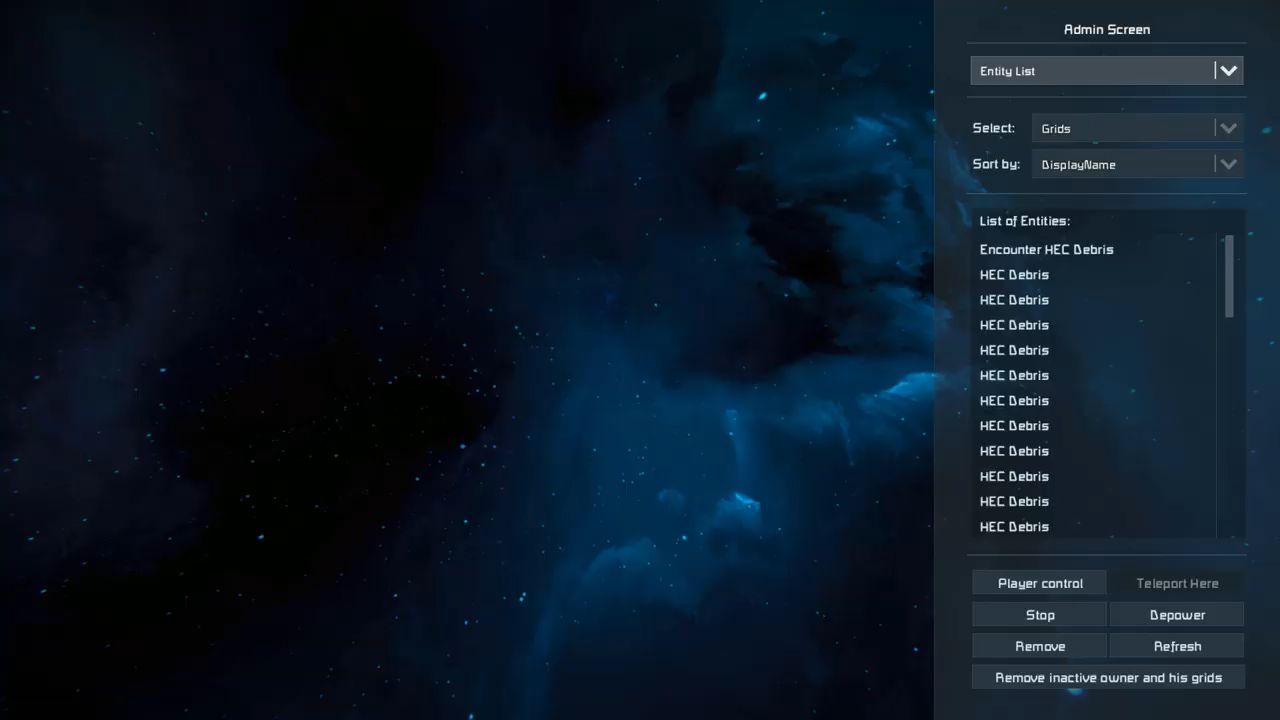 Admin Screen
Entity List
Select: Grids
Sort by: DisplayName
List of Entities:
Encounter HEC Debris
HEC Debris
HEC Debris
HEC Debris
HEC Debris
HEC Debris
HEC Debris
HEC Debris
HEC Debris
HEC Debris
HEC Debris
HEC Debris
Player control Teleport Here
Stop Depower
Remove Refresh
Remove inactive owner and his grids